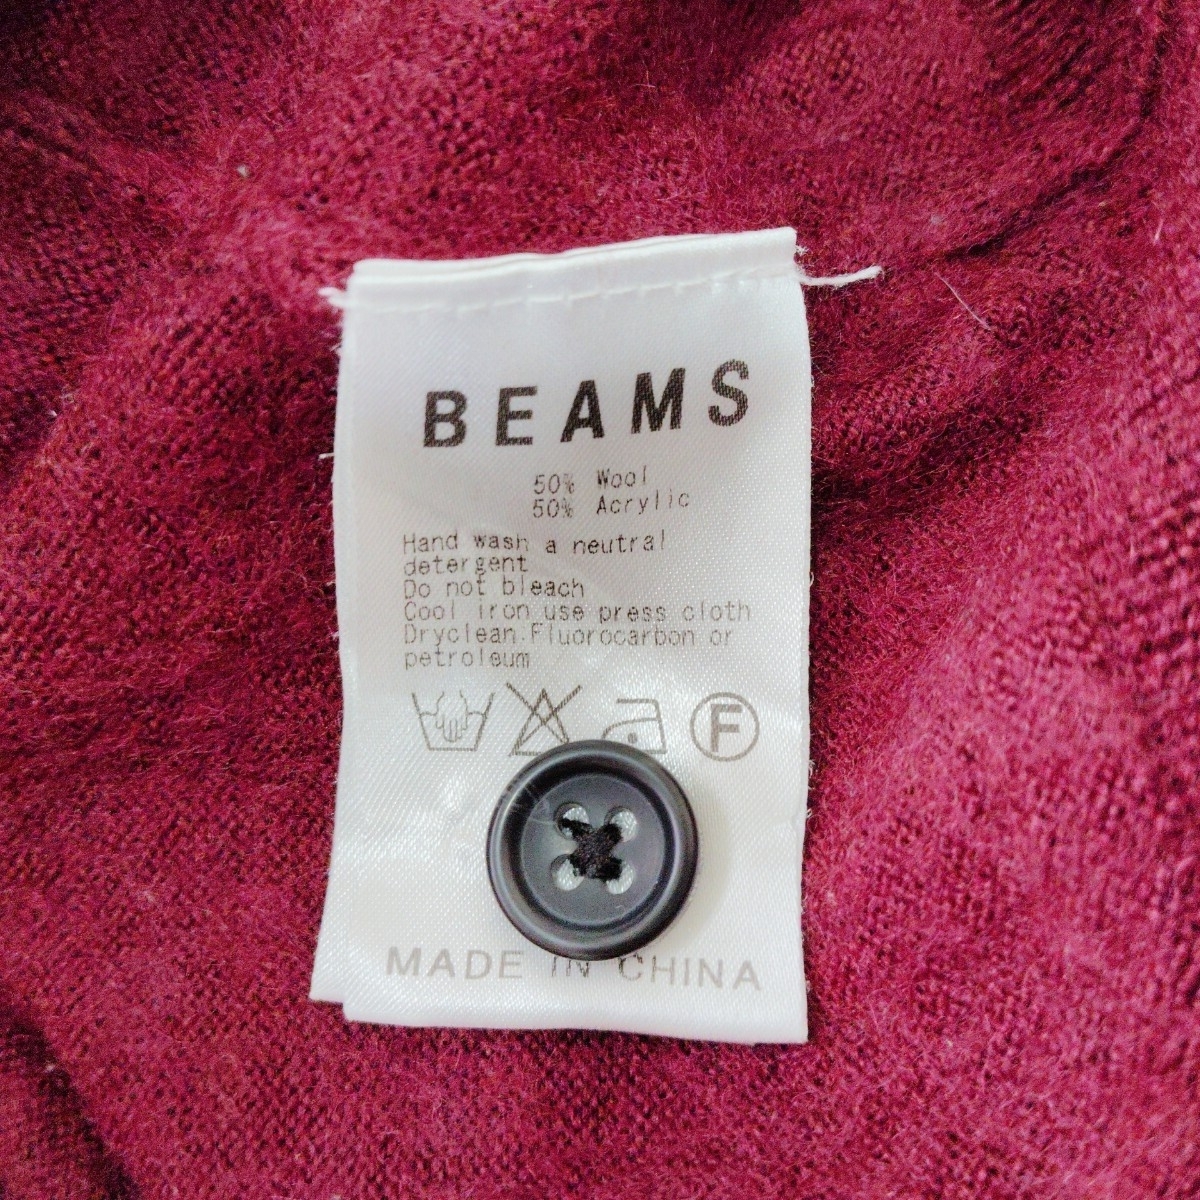 BEAMS
50% Wool
50% Acrylic
Hand wash a neutral
detergent
Do not bleach
Cool iron use press cloth
Dryclean:Fluorocarbon or
petroleum
F
MADE IN CHINA